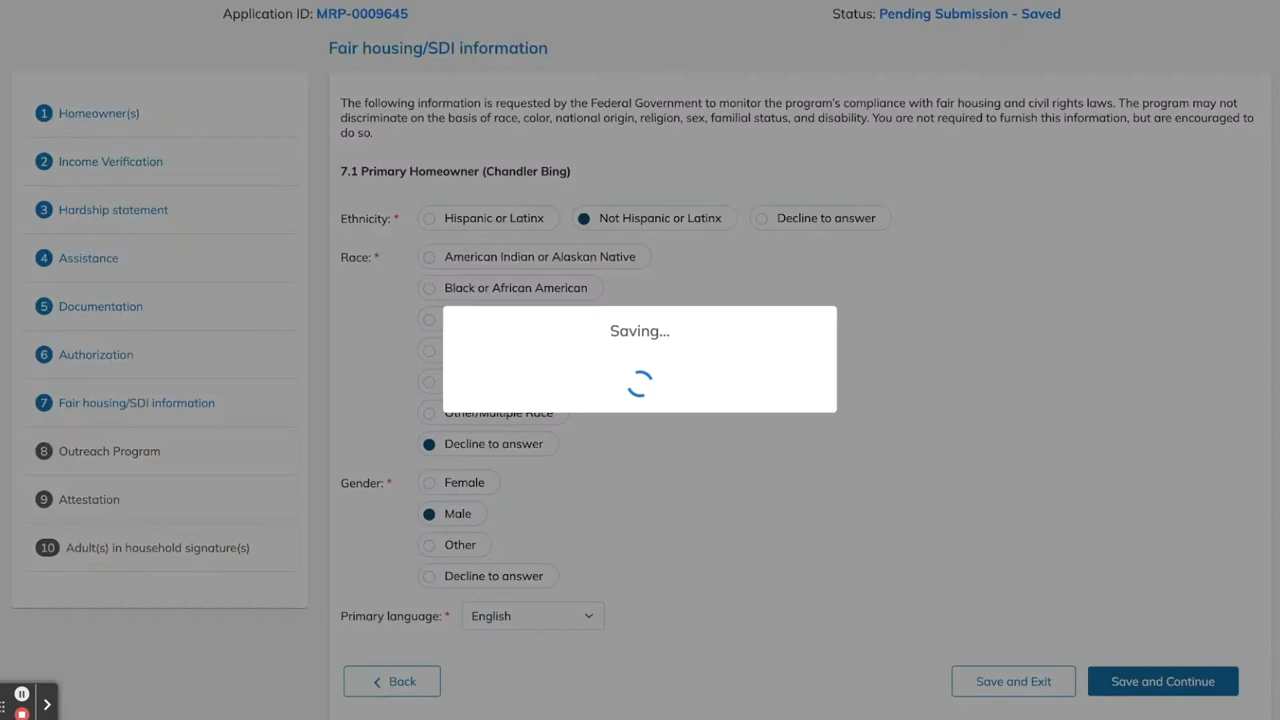 Application ID: MRP-0009645
Status: Pending Submission - Saved
Fair housing/SDI information
1 Homeowner(s)
2 Income Verification
3 Hardship statement
4 Assistance
5 Documentation
6 Authorization
7 Fair housing/SDI information
8 Outreach Program
9 Attestation
10 Adult(s) in household signature(s)
The following information is requested by the Federal Government to monitor the program's compliance with fair housing and civil rights laws. The program may not
discriminate on the basis of race, color, national origin, religion, sex, familial status, and disability. You are not required to furnish this information, but are encouraged to
do so.
7.1 Primary Homeowner (Chandler Bing)
Ethnicity: * Hispanic or Latinx Not Hispanic or Latinx Decline to answer
Race: * American Indian or Alaskan Native
Black or African American
Saving...
Other/Multiple Race
Decline to answer
Gender: * Female
Male
Other
Decline to answer
Primary language: * English
Back Save and Exit Save and Continue